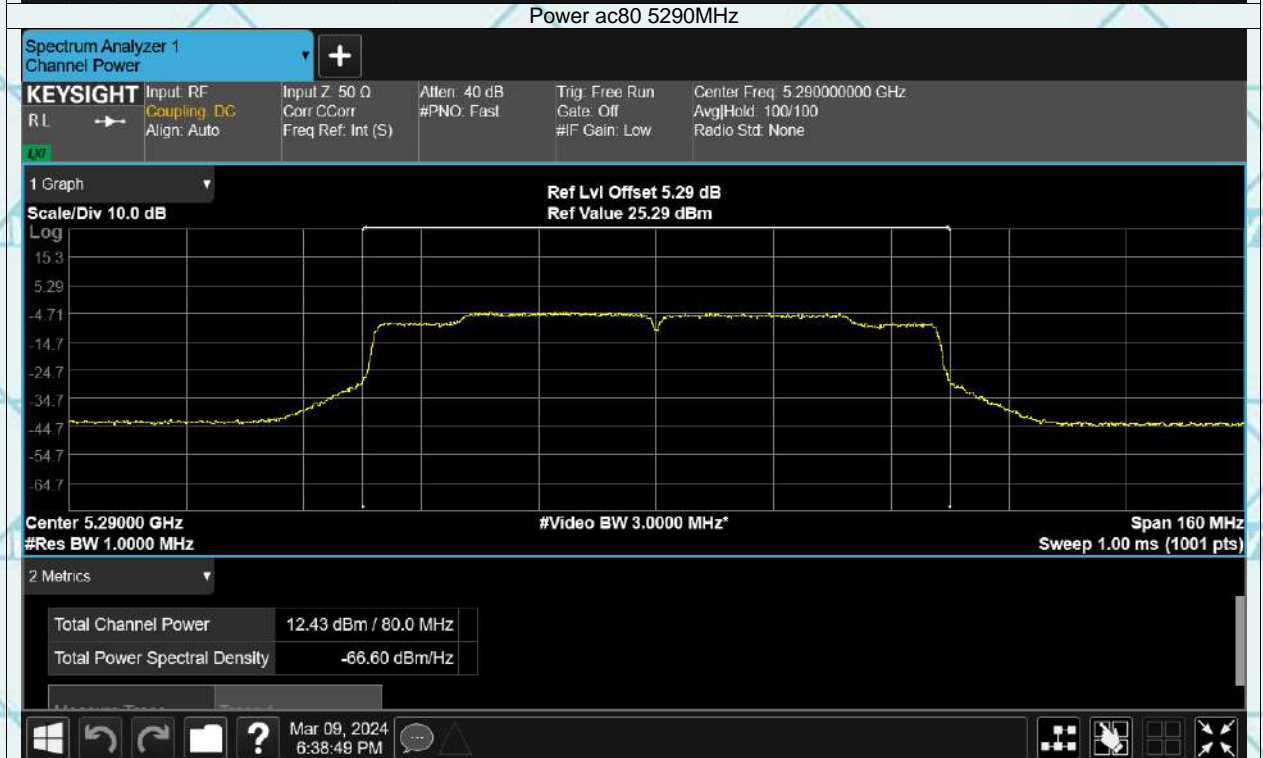 Power ac80 5290MHz
Spectrum Analyzer 1
Channel Power
+
KEYSIGHT
R L
LXI
Input: RF
Coupling: DC
Align: Auto
Input Z: 50 Ω
Corr CCorr
Freq Ref: Int (S)
Atten: 40 dB
#PNO: Fast
Trig: Free Run
Gate: Off
#IF Gain: Low
Center Freq: 5.290000000 GHz
Avg|Hold: 100/100
Radio Std: None
1 Graph
Scale/Div 10.0 dB
Ref Lvl Offset 5.29 dB
Ref Value 25.29 dBm
Log
15.3
5.29
-4.71
-14.7
-24.7
-34.7
-44.7
-54.7
-64.7
Center 5.29000 GHz
#Res BW 1.0000 MHz
#Video BW 3.0000 MHz*
Span 160 MHz
Sweep 1.00 ms (1001 pts)
2 Metrics
Total Channel Power 12.43 dBm / 80.0 MHz
Total Power Spectral Density -66.60 dBm/Hz
?
Mar 09, 2024
6:38:49 PM